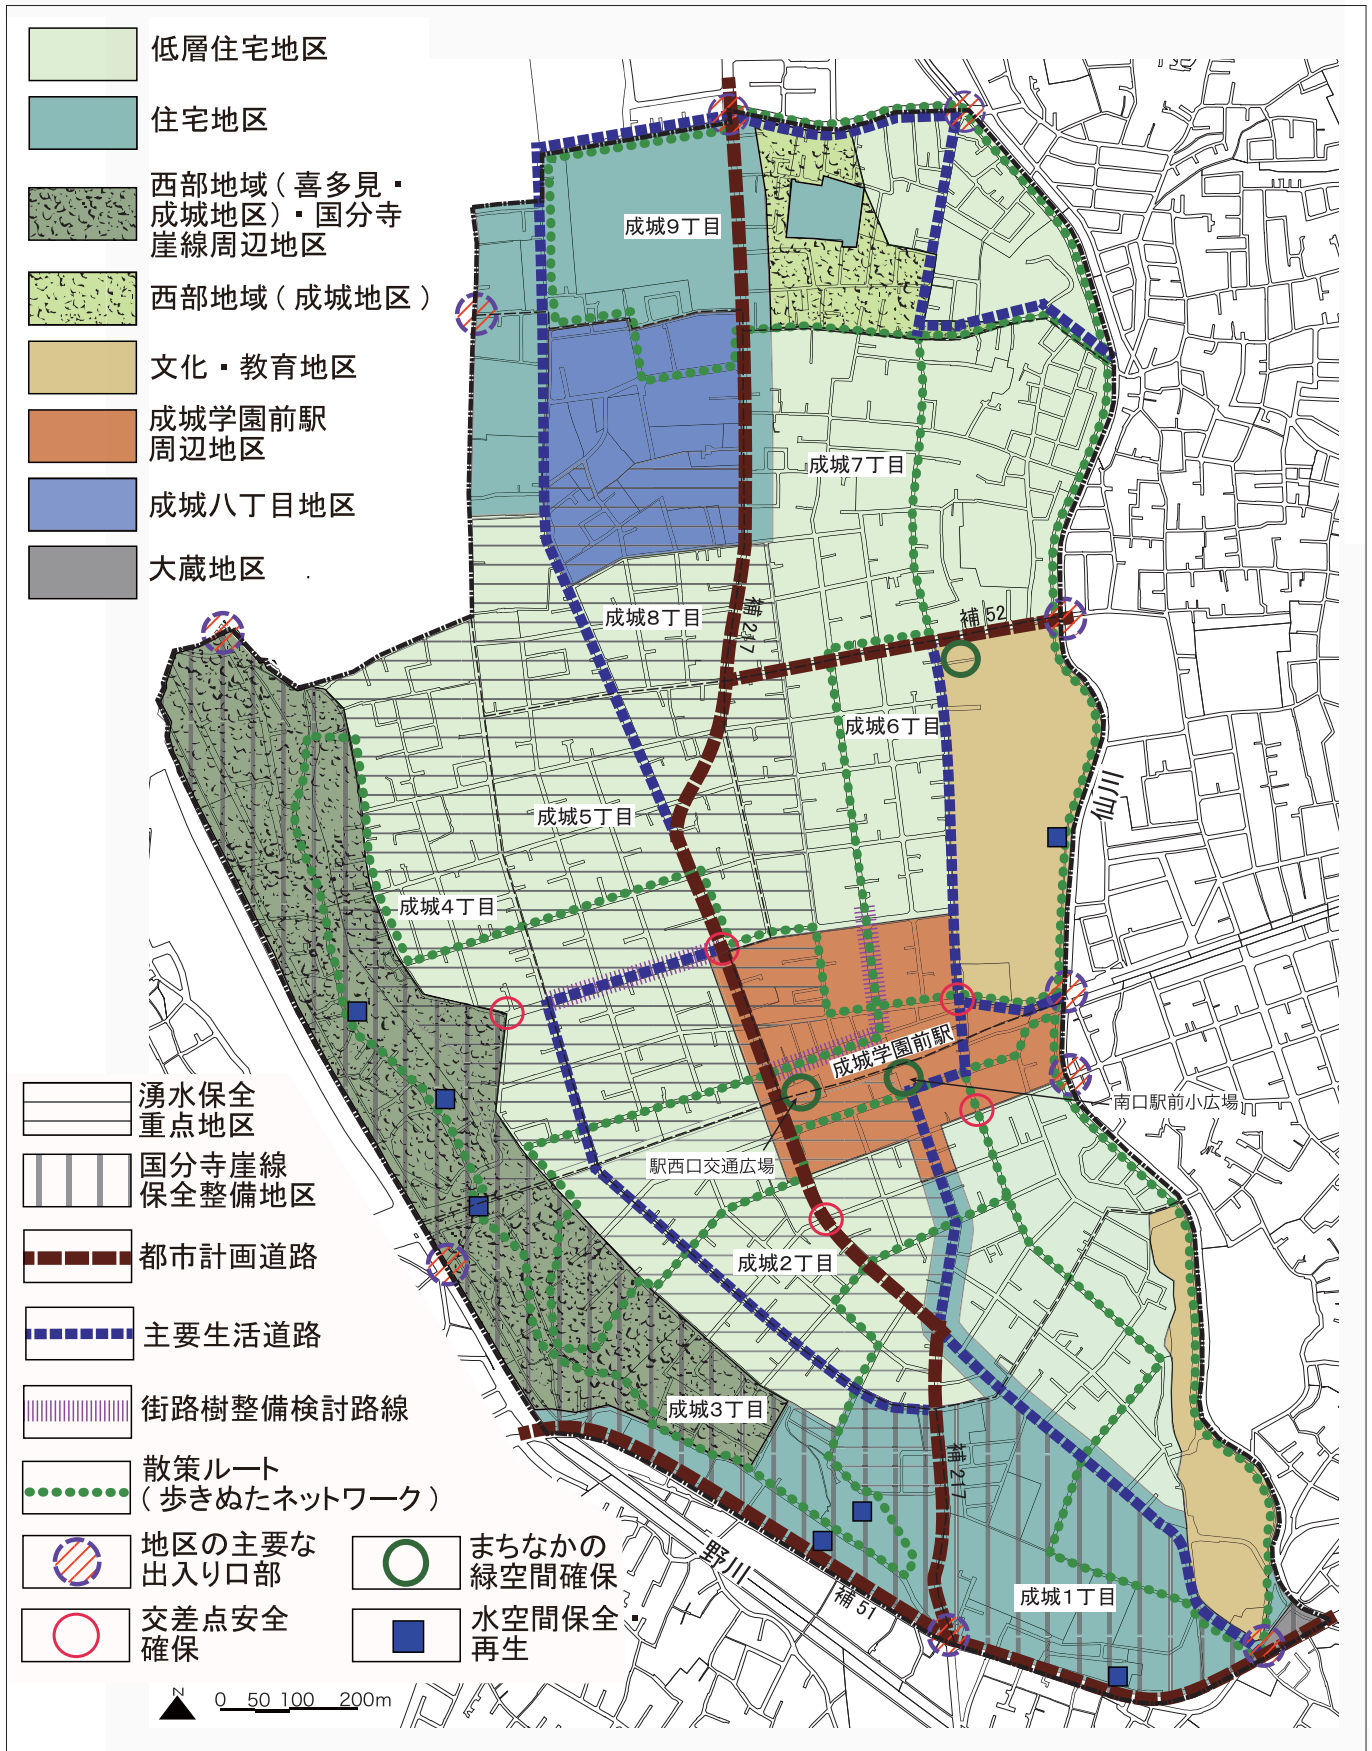 低層住宅地区
住宅地区
西部地域（喜多見・
成城地区）・国分寺
崖線周辺地区
西部地域（成城地区）
文化・教育地区
成城学園前駅
周辺地区
成城八丁目地区
大蔵地区
成城9丁目
成城7丁目
成城8丁目
補217
補52
成城6丁目
仙川
成城5丁目
成城4丁目
成城学園前駅
南口駅前小広場
駅西口交通広場
成城2丁目
成城3丁目
補217
野川
補51
成城1丁目
湧水保全
重点地区
国分寺崖線
保全整備地区
都市計画道路
主要生活道路
街路樹整備検討路線
散策ルート
（歩きぬたネットワーク）
地区の主要な
出入り口部
まちなかの
緑空間確保
交差点安全
確保
水空間保全・
再生
N
0 50 100 200m